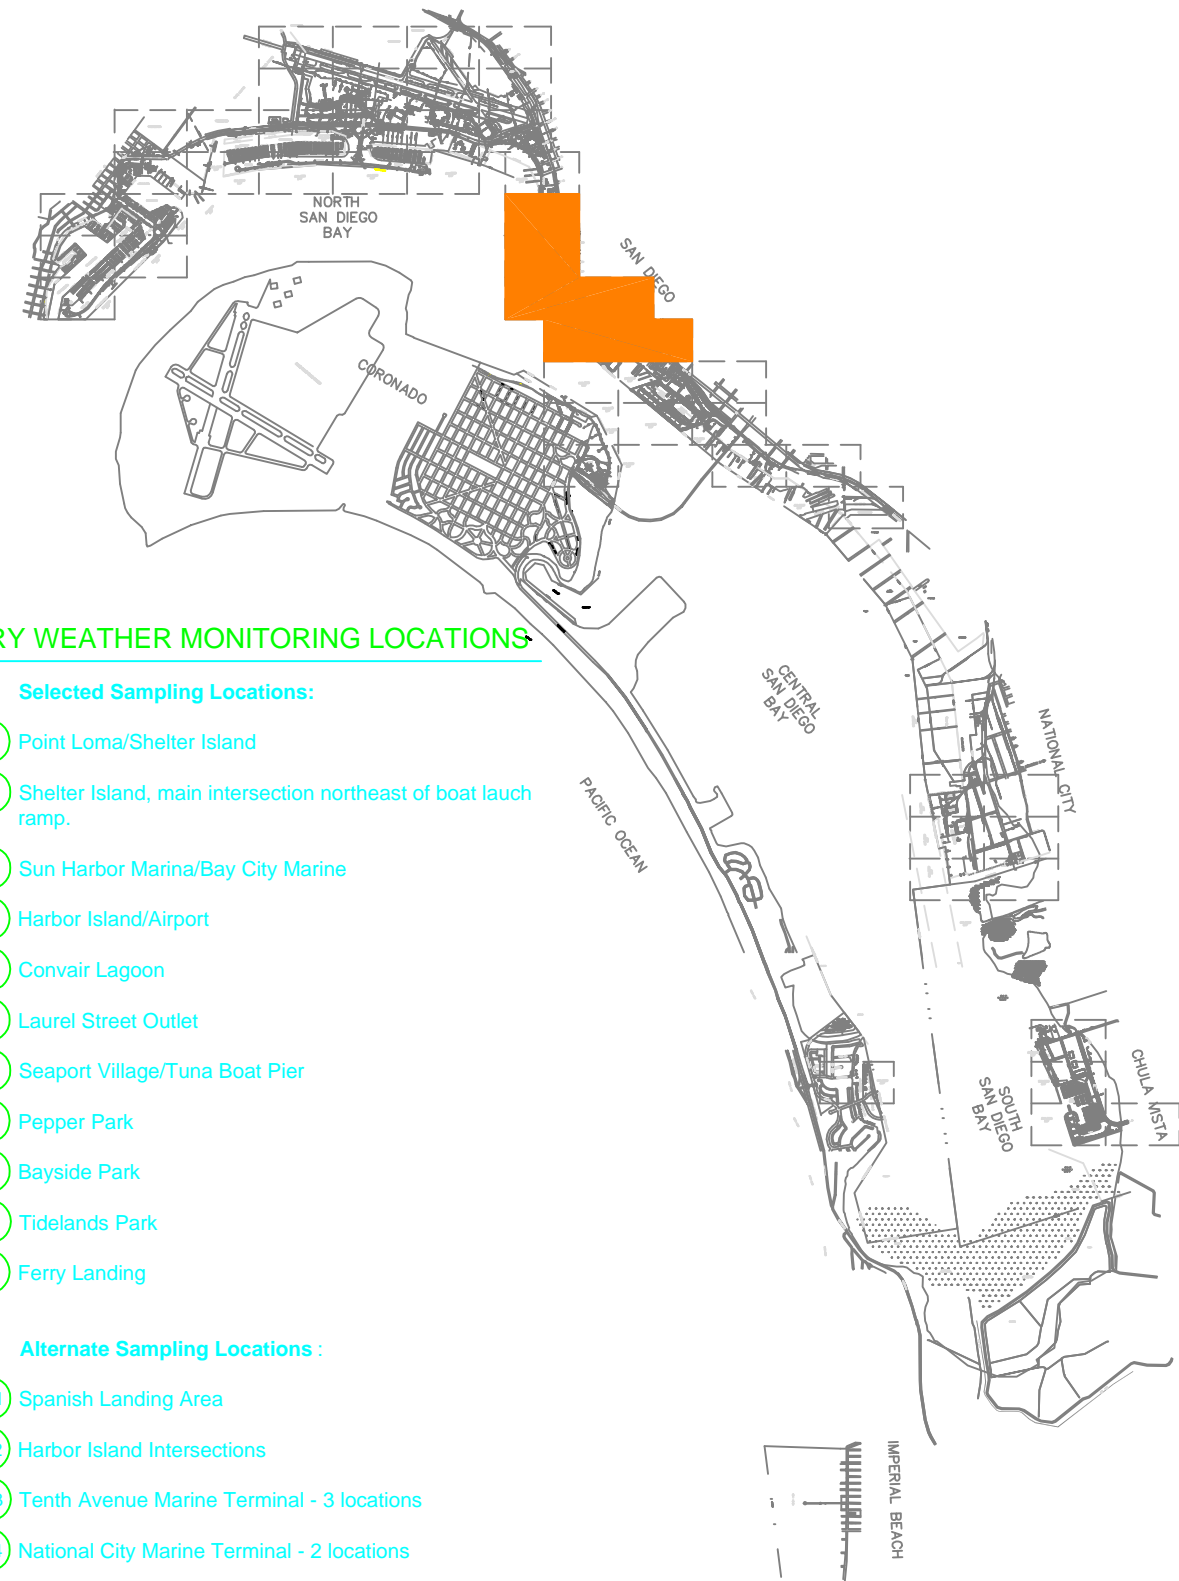 NORTH
SAN DIEGO
BAY
SAN DIEGO
CORONADO
RY WEATHER MONITORING LOCATIONS
Selected Sampling Locations:
Point Loma/Shelter Island
Shelter Island, main intersection northeast of boat lauch
ramp.
Sun Harbor Marina/Bay City Marine
Harbor Island/Airport
Convair Lagoon
Laurel Street Outlet
Seaport Village/Tuna Boat Pier
Pepper Park
Bayside Park
Tidelands Park
Ferry Landing
Alternate Sampling Locations :
Spanish Landing Area
2 Harbor Island Intersections
3 Tenth Avenue Marine Terminal - 3 locations
National City Marine Terminal - 2 locations
CENTRAL
SAN DIEGO
BAY
PACIFIC OCEAN
NATIONAL CITY
SOUTH
SAN DIEGO
BAY
CHULA VISTA
IMPERIAL BEACH